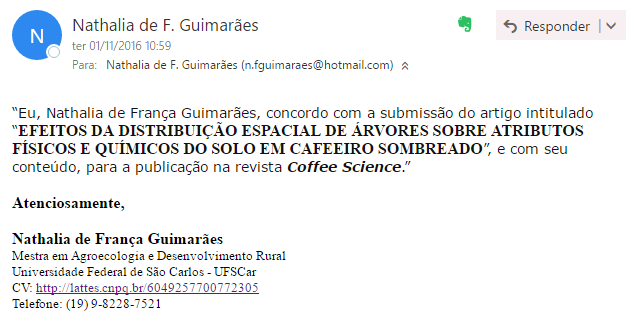 N
Nathalia de F. Guimarães
ter 01/11/2016 10:59
Para: Nathalia de F. Guimarães (n.fguimaraes@hotmail.com)
Responder
“Eu, Nathalia de França Guimarães, concordo com a submissão do artigo intitulado
“EFEITOS DA DISTRIBUIÇÃO ESPACIAL DE ÁRVORES SOBRE ATRIBUTOS
FÍSICOS E QUÍMICOS DO SOLO EM CAFEEIRO SOMBREADO”, e com seu
conteúdo, para a publicação na revista Coffee Science.”
Atenciosamente,
Nathalia de França Guimarães
Mestra em Agroecologia e Desenvolvimento Rural
Universidade Federal de São Carlos - UFSCar
CV: http://lattes.cnpq.br/6049257700772305
Telefone: (19) 9-8228-7521